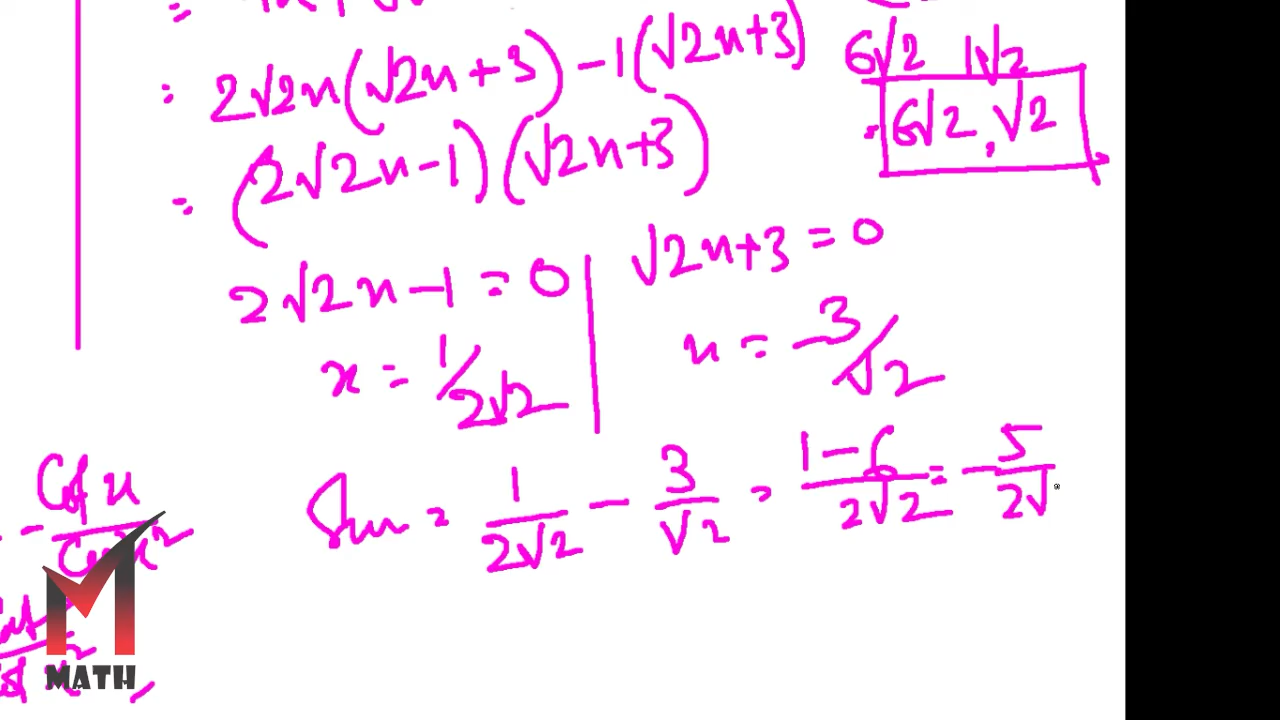 = 2√2x(√2x+3) -1(√2x+3)
6√2 1√2
= 6√2, √2
= (2√2x-1)(√2x+3)
2√2x-1=0
x = 1/2√2
√2x+3=0
x = -3/√2
Sum = 1/2√2 - 3/√2 = 1-6/2√2 = -5/2√
MATH